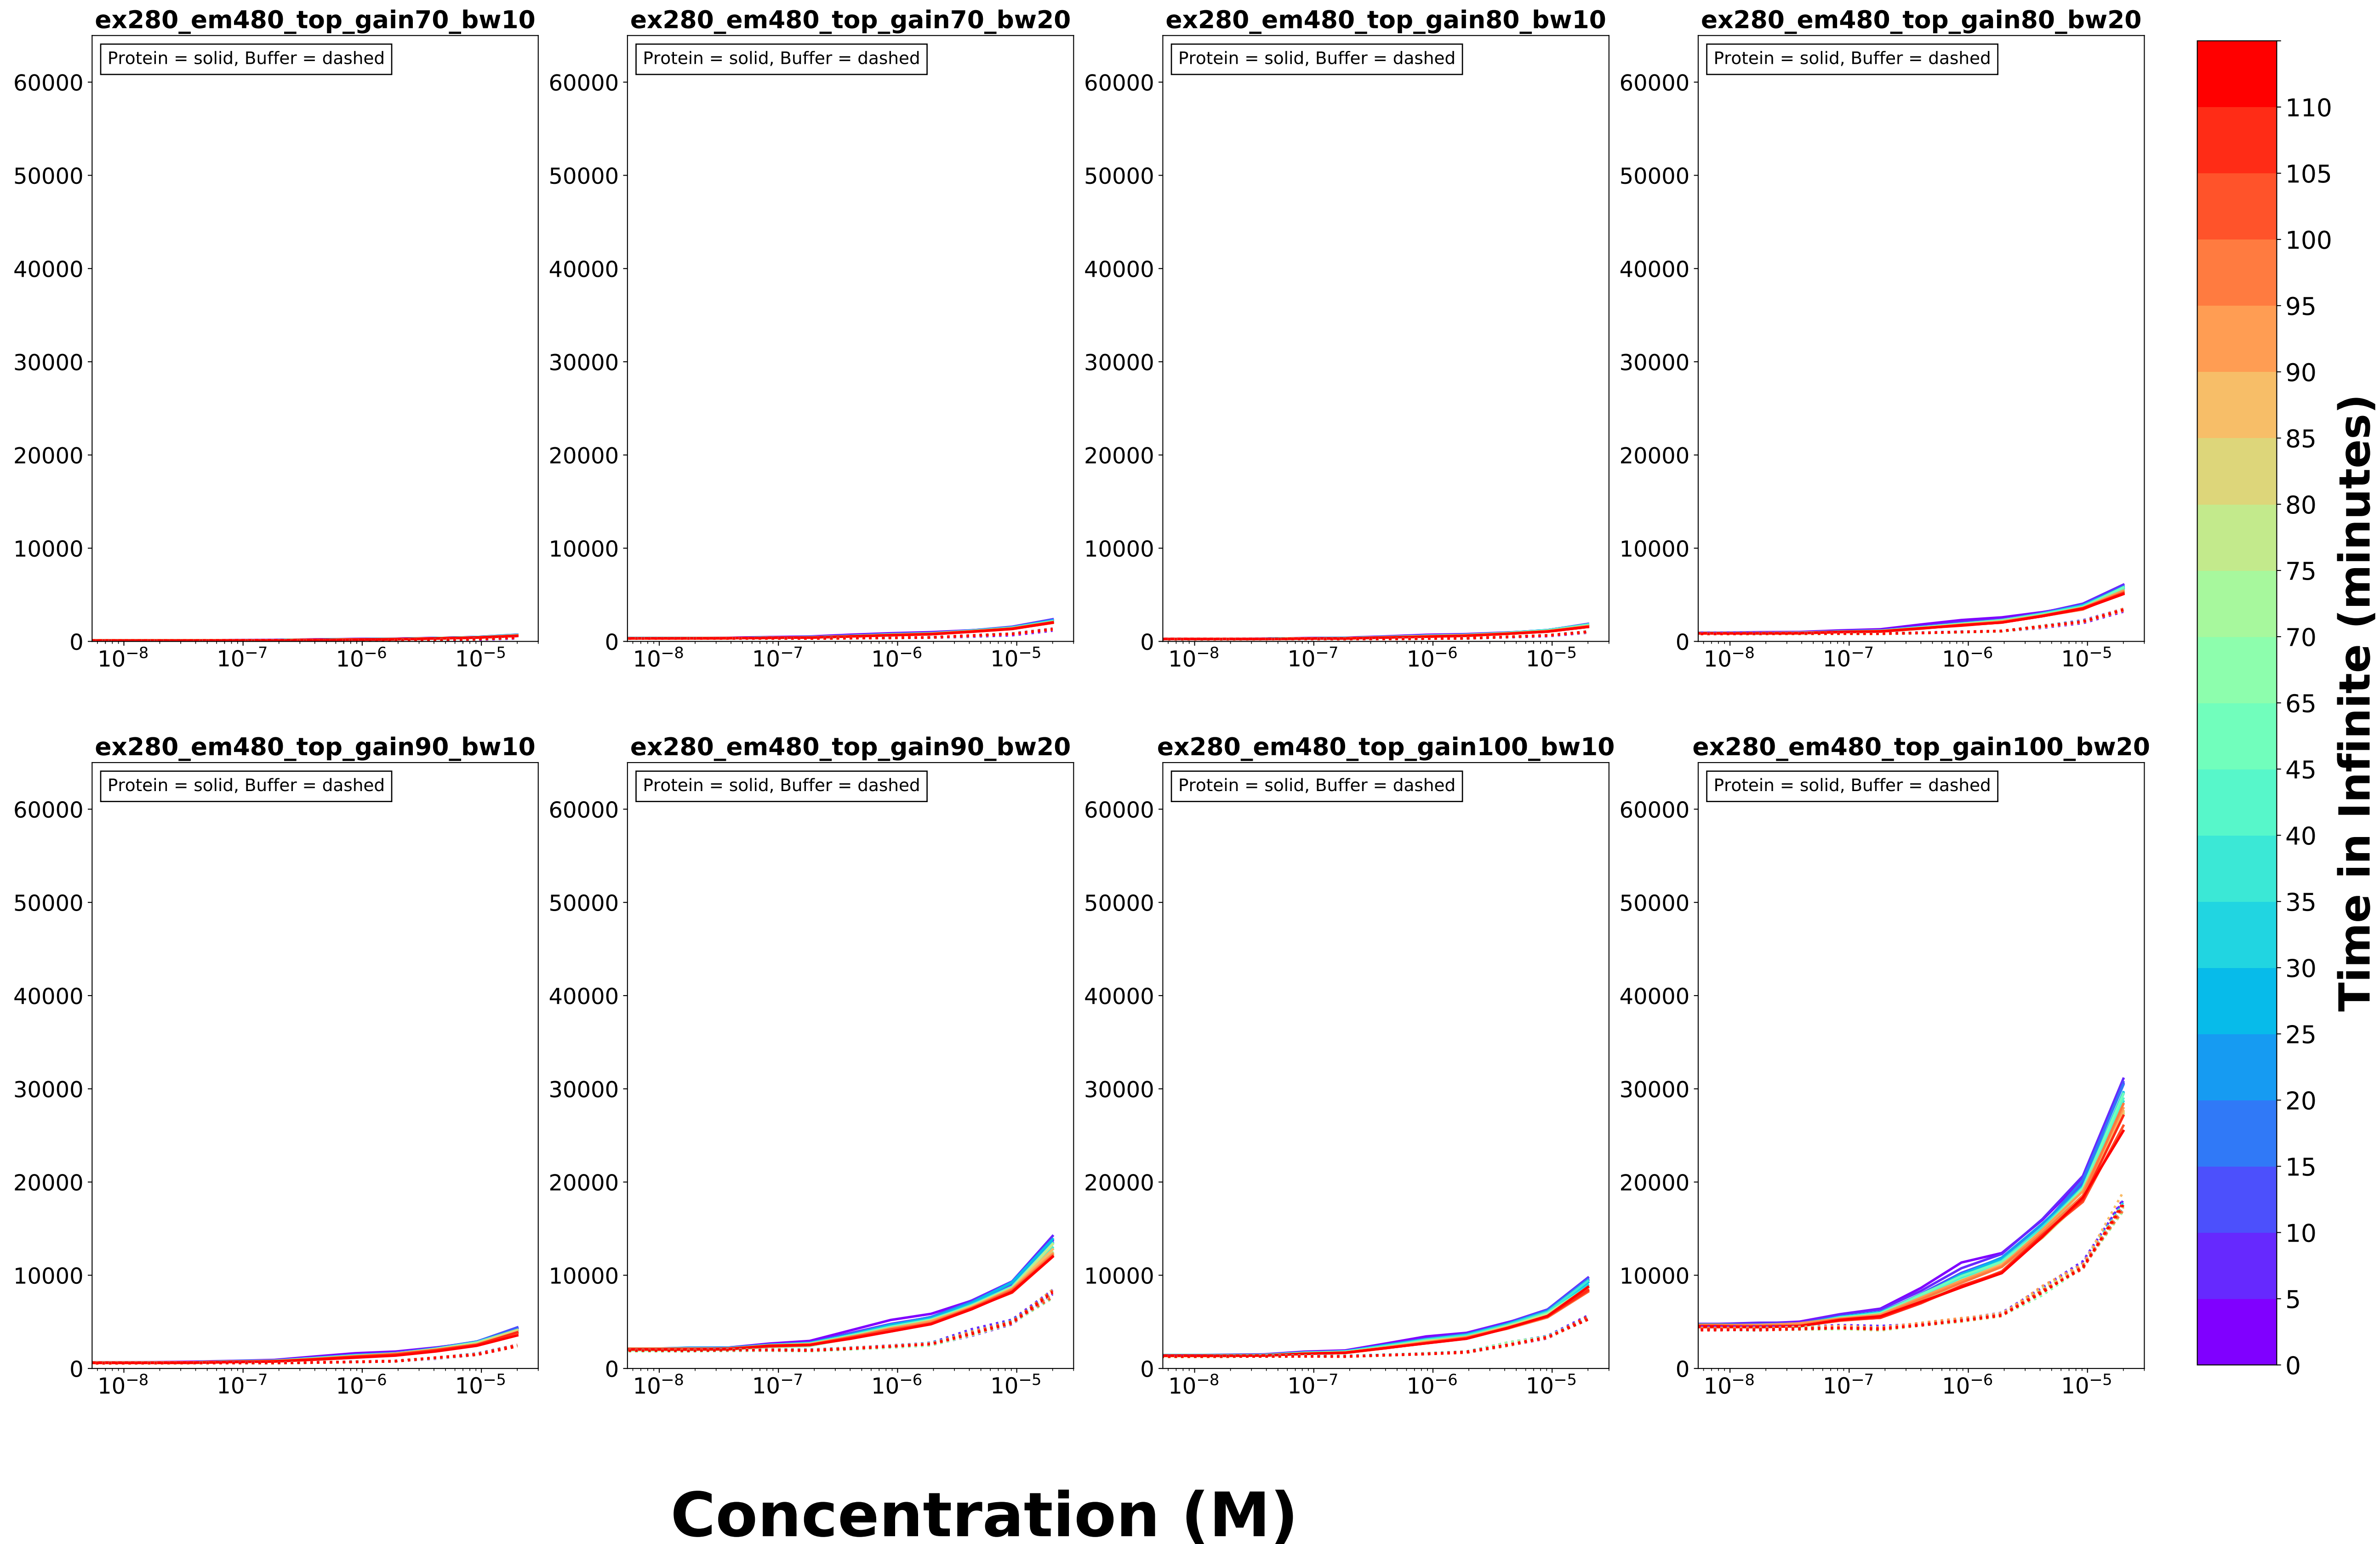 ex280_em480_top_gain70_bw10
Protein = solid, Buffer = dashed
60000
50000
40000
30000
20000
10000
0
10⁻⁸ 10⁻⁷ 10⁻⁶ 10⁻⁵
ex280_em480_top_gain70_bw20
Protein = solid, Buffer = dashed
60000
50000
40000
30000
20000
10000
0
10⁻⁸ 10⁻⁷ 10⁻⁶ 10⁻⁵
ex280_em480_top_gain80_bw10
Protein = solid, Buffer = dashed
60000
50000
40000
30000
20000
10000
0
10⁻⁸ 10⁻⁷ 10⁻⁶ 10⁻⁵
ex280_em480_top_gain80_bw20
Protein = solid, Buffer = dashed
60000
50000
40000
30000
20000
10000
0
10⁻⁸ 10⁻⁷ 10⁻⁶ 10⁻⁵
ex280_em480_top_gain90_bw10
Protein = solid, Buffer = dashed
60000
50000
40000
30000
20000
10000
0
10⁻⁸ 10⁻⁷ 10⁻⁶ 10⁻⁵
ex280_em480_top_gain90_bw20
Protein = solid, Buffer = dashed
60000
50000
40000
30000
20000
10000
0
10⁻⁸ 10⁻⁷ 10⁻⁶ 10⁻⁵
ex280_em480_top_gain100_bw10
Protein = solid, Buffer = dashed
60000
50000
40000
30000
20000
10000
0
10⁻⁸ 10⁻⁷ 10⁻⁶ 10⁻⁵
ex280_em480_top_gain100_bw20
Protein = solid, Buffer = dashed
60000
50000
40000
30000
20000
10000
0
10⁻⁸ 10⁻⁷ 10⁻⁶ 10⁻⁵
110
105
100
95
90
85
80
75
70
65
45
40
35
30
25
20
15
10
5
0
Time in Infinite (minutes)
Concentration (M)